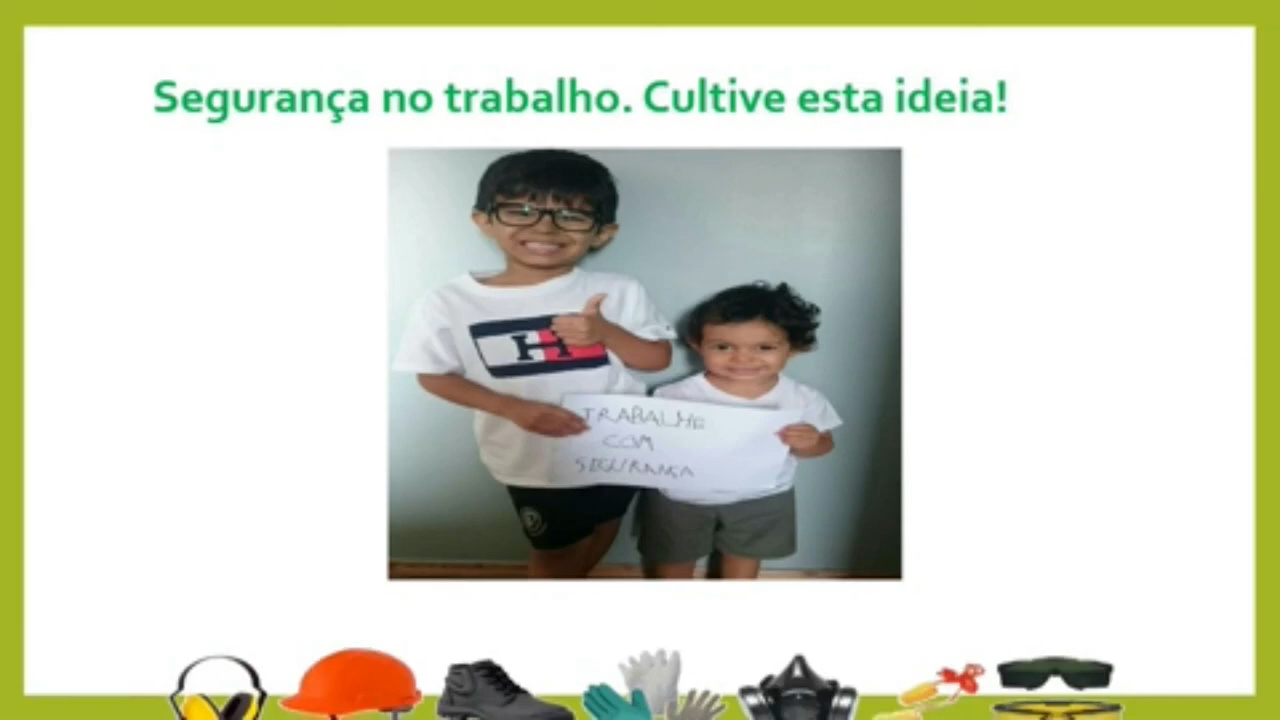 Segurança no trabalho. Cultive esta ideia!
H
TRABALHE
COM
SEGURANÇA